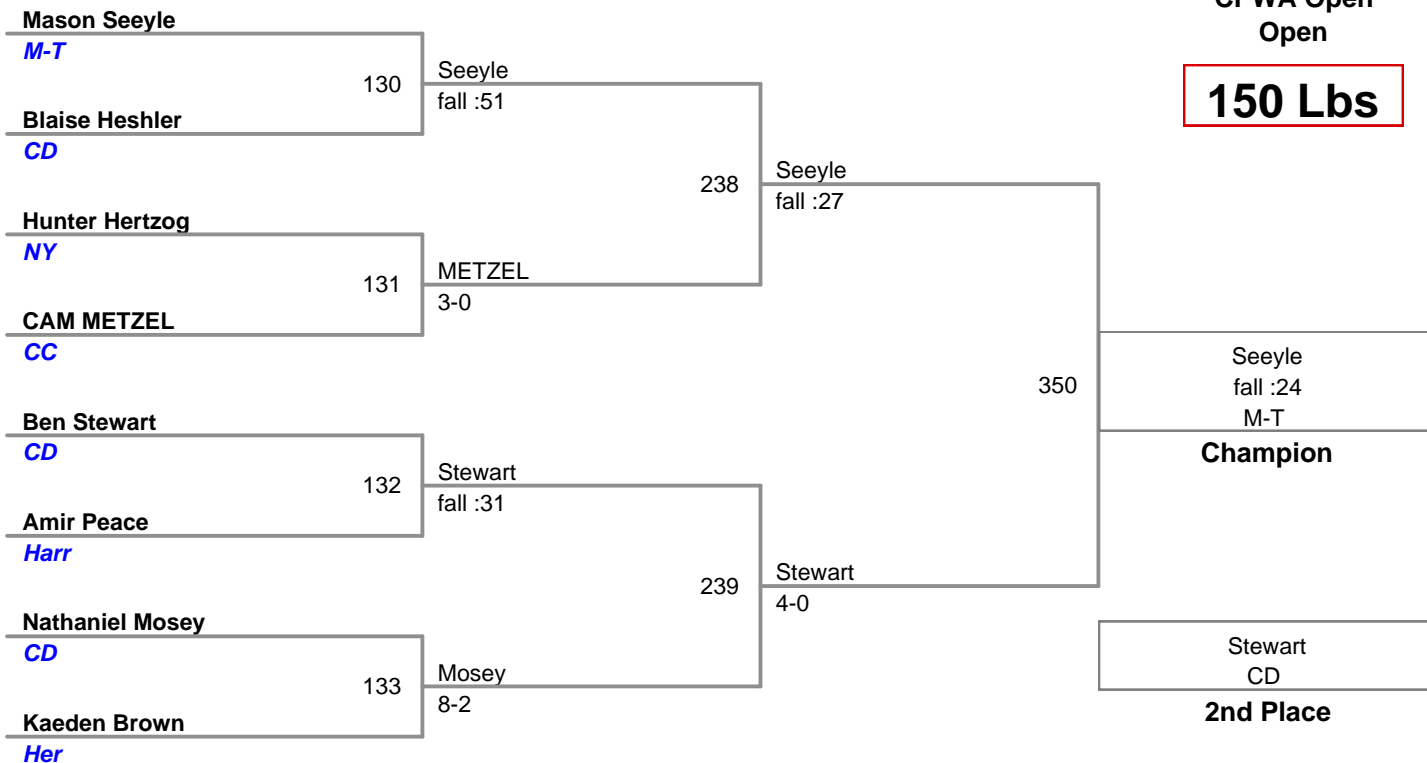 Open
Open
150 Lbs
Mason Seeyle
M-T
130
Seeyle
fall :51
Blaise Heshler
CD
238
Seeyle
fall :27
Hunter Hertzog
NY
131
METZEL
3-0
CAM METZEL
CC
350
Seeyle
fall :24
M-T
Champion
Ben Stewart
CD
132
Stewart
fall :31
Amir Peace
Harr
239
Stewart
4-0
Nathaniel Mosey
CD
133
Mosey
8-2
Kaeden Brown
Her
Stewart
CD
2nd Place